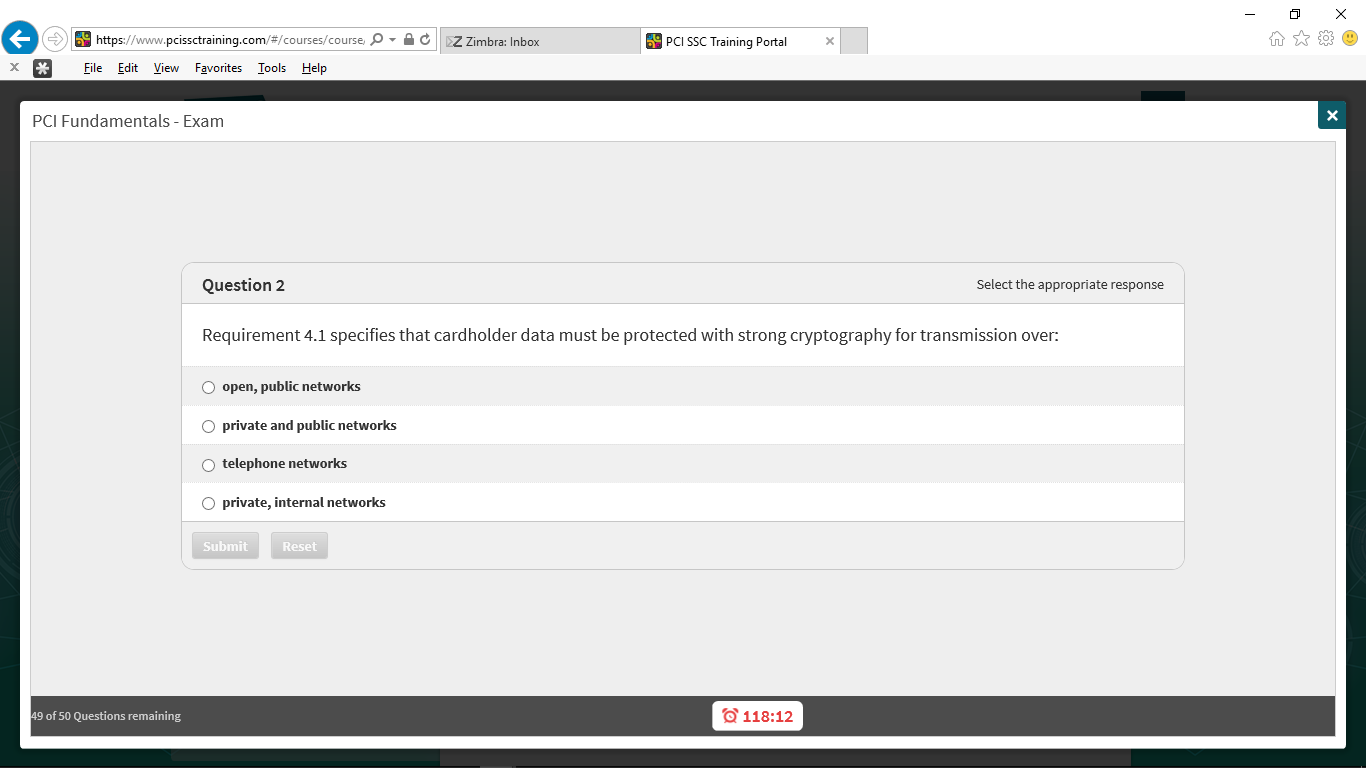 https://www.pcissctraining.com/#/courses/course,
Zimbra: Inbox
PCI SSC Training Portal
File Edit View Favorites Tools Help
PCI Fundamentals - Exam
Question 2
Select the appropriate response
Requirement 4.1 specifies that cardholder data must be protected with strong cryptography for transmission over:
open, public networks
private and public networks
telephone networks
private, internal networks
Submit Reset
49 of 50 Questions remaining
118:12